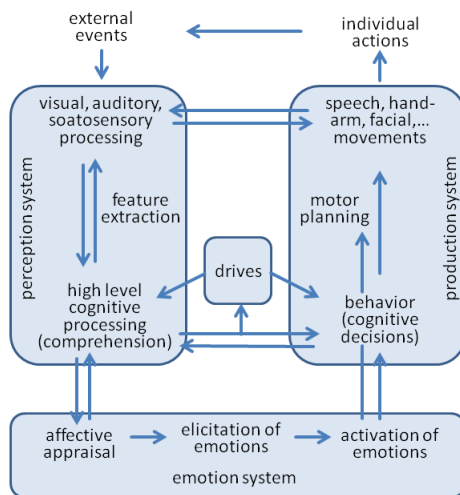 external
events
individual
actions
visual, auditory,
soatosensory
processing
speech, hand-
arm, facial,...
movements
perception system
feature
extraction
motor
planning
production system
drives
high level
cognitive
processing
(comprehension)
behavior
(cognitive
decisions)
affective
appraisal
elicitation of
emotions
activation of
emotions
emotion system